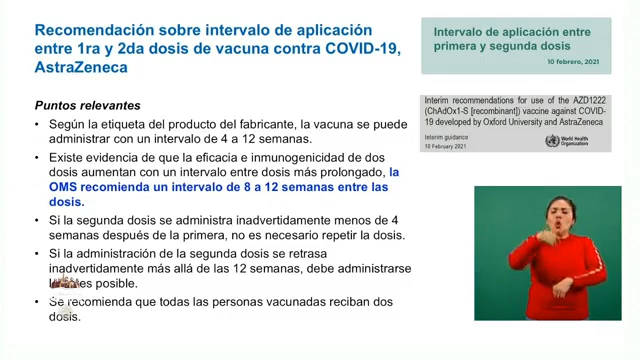 Recomendación sobre intervalo de aplicación
entre 1ra y 2da dosis de vacuna contra COVID-19,
AstraZeneca
Intervalo de aplicación entre
primera y segunda dosis
10 febrero, 2021
Interim recommendations for use of the AZD1222
(ChAdOx1-S [recombinant]) vaccine against COVID-
19 developed by Oxford University and AstraZeneca
Interim guidance
10 February 2021
World Health
Organization
Puntos relevantes
• Según la etiqueta del producto del fabricante, la vacuna se puede
administrar con un intervalo de 4 a 12 semanas.
• Existe evidencia de que la eficacia e inmunogenicidad de dos
dosis aumentan con un intervalo entre dosis más prolongado, la
OMS recomienda un intervalo de 8 a 12 semanas entre las
dosis.
• Si la segunda dosis se administra inadvertidamente menos de 4
semanas después de la primera, no es necesario repetir la dosis.
• Si la administración de la segunda dosis se retrasa
inadvertidamente más allá de las 12 semanas, debe administrarse
posible.
• Se recomienda que todas las personas vacunadas reciban dos
dosis.